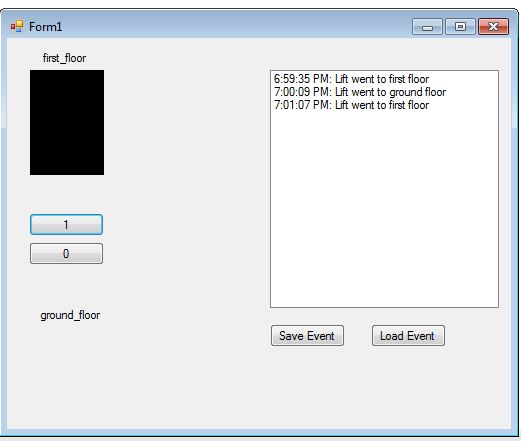 Form1
first_floor
6:59:35 PM: Lift went to first floor
7:00:09 PM: Lift went to ground floor
7:01:07 PM: Lift went to first floor
1
0
ground_floor
Save Event
Load Event